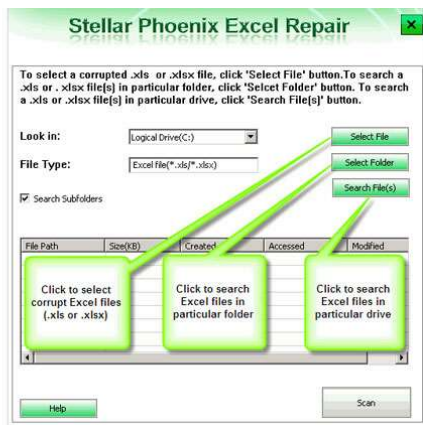 Stellar Phoenix Excel Repair
To select a corrupted .xls or .xlsx file, click 'Select File' button.To search a
.xls or . xlsx file(s) in particular folder, click 'Selcet Folder' button. To search
a .xls or .xlsx file(s) in particular drive, click 'Search File(s)' button.
Look in: Logical Drive(C:) Select File
File Type: Excel file(*.xls/*.xlsx) Select Folder
Search Subfolders Search File(s)
File Path Size(KB) Created Accessed Modified
Click to select
corrupt Excel files
(.xls or .xlsx)
Click to search
Excel files in
particular folder
Click to search
Excel files in
particular drive
Help Scan